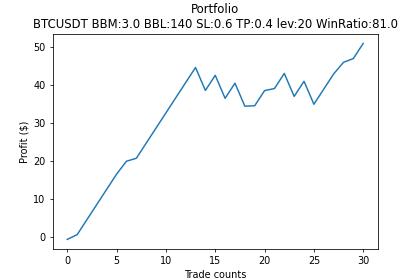 Portfolio
BTCUSDT BBM:3.0 BBL:140 SL:0.6 TP:0.4 lev:20 WinRatio:81.0
50
40
30
20
10
0
Profit ($)
0 5 10 15 20 25 30
Trade counts